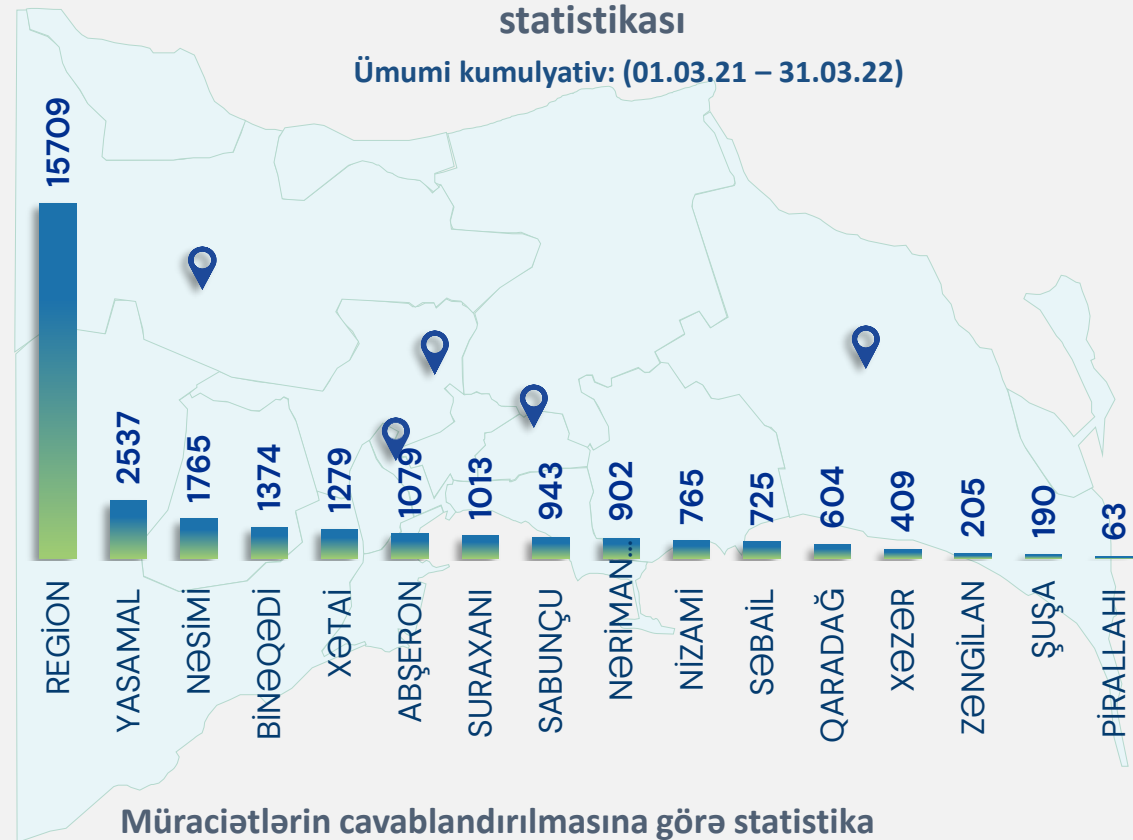 statistikası
Ümumi kumulyativ: (01.03.21 – 31.03.22)
15709
2537
1765
1374
1279
1079
1013
943
902
765
725
604
409
205
190
63
REGİON
YASAMAL
NƏSİMİ
BİNƏQƏDİ
XƏTAİ
ABŞERON
SURAXANI
SABUNÇU
NƏRİMAN...
NİZAMİ
SƏBAİL
QARADAĞ
XƏZƏR
ZƏNGİLAN
ŞUŞA
PİRALLAHI
Müraciətlərin cavablandırılmasına görə statistika